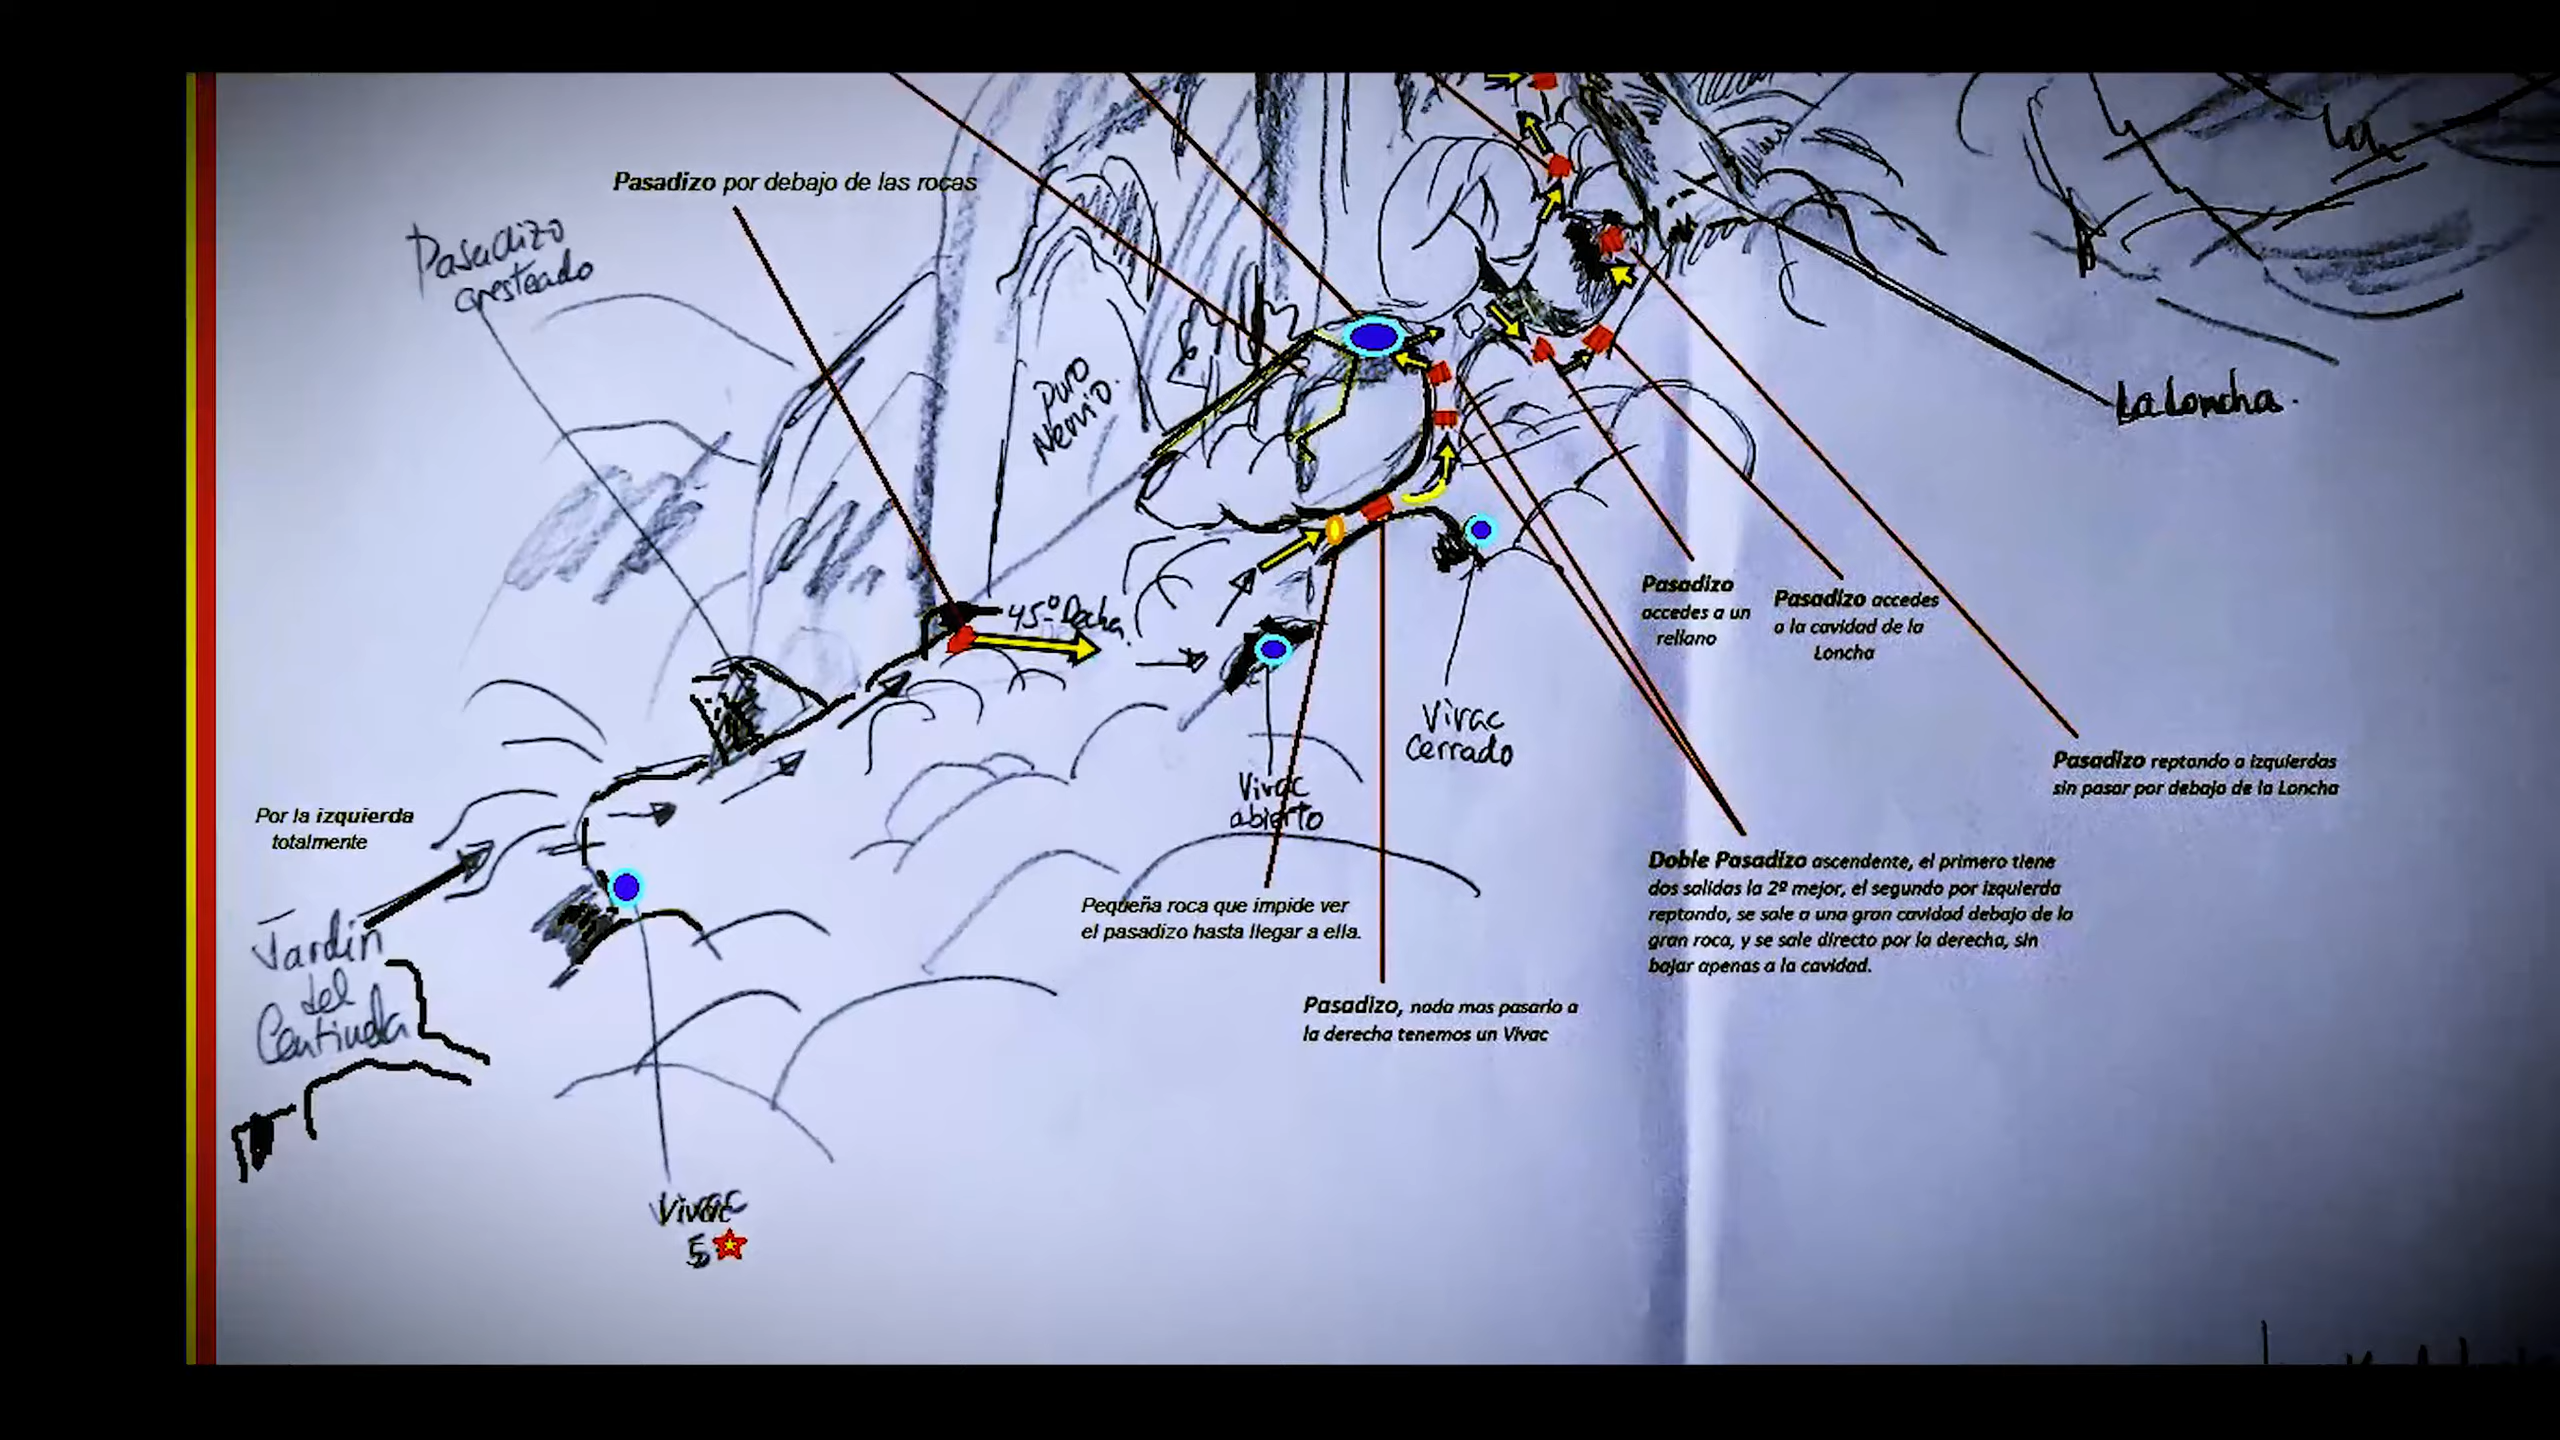 Pasadizo por debajo de las rocas
Pasadizo
cresteado
Puro
Nervio.
La Loncha.
45º Dcha.
Pasadizo
accedes a un
rellano
Pasadizo accedes
a la cavidad de la
Loncha
Vivac
Cerrado
Pasadizo reptando a izquierdas
sin pasar por debajo de la Loncha
Vivac
abierto
Por la izquierda
totalmente
Doble Pasadizo ascendente, el primero tiene
dos salidas la 2ª mejor, el segundo por izquierda
reptando, se sale a una gran cavidad debajo de la
gran roca, y se sale directo por la derecha, sin
bajar apenas a la cavidad.
Pequeña roca que impide ver
el pasadizo hasta llegar a ella.
Jardin
del
Centinela
Pasadizo, nada mas pasarlo a
la derecha tenemos un Vivac
Vivac
5